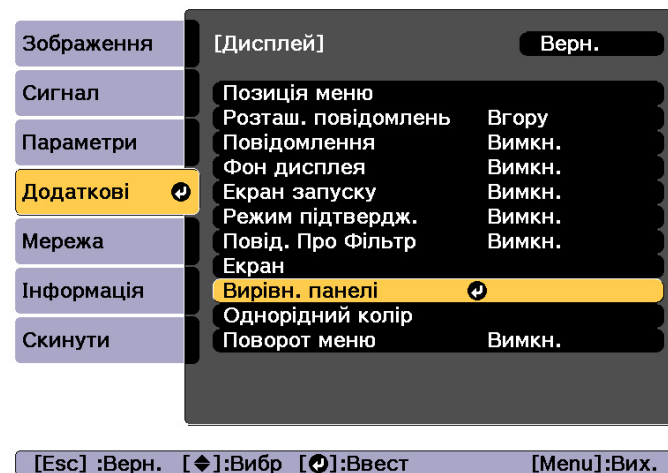 Зображення
Сигнал
Параметри
Додаткові
Мережа
Інформація
Скинути
[Дисплей] Верн.
Позиція меню
Розташ. повідомлень Вгору
Повідомлення Вимкн.
Фон дисплея Вимкн.
Екран запуску Вимкн.
Режим підтвердж. Вимкн.
Повід. Про Фільтр Вимкн.
Екран
Вирівн. панелі
Однорідний колір
Поворот меню Вимкн.
[Esc] :Верн. [◆]:Вибр [↵]:Ввест [Menu]:Вих.